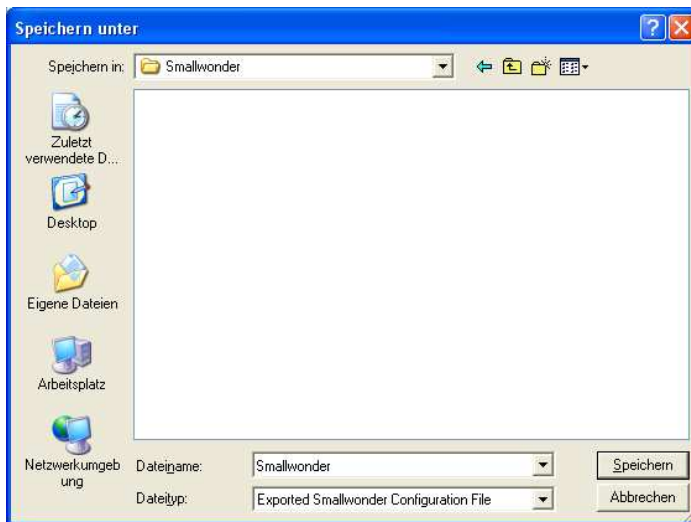 Speichern unter
Speichern in: Smallwonder
Zuletzt
verwendete D...
Desktop
Eigene Dateien
Arbeitsplatz
Netzwerkumgeb
ung
Dateiname: Smallwonder Speichern
Dateityp: Exported Smallwonder Configuration File Abbrechen